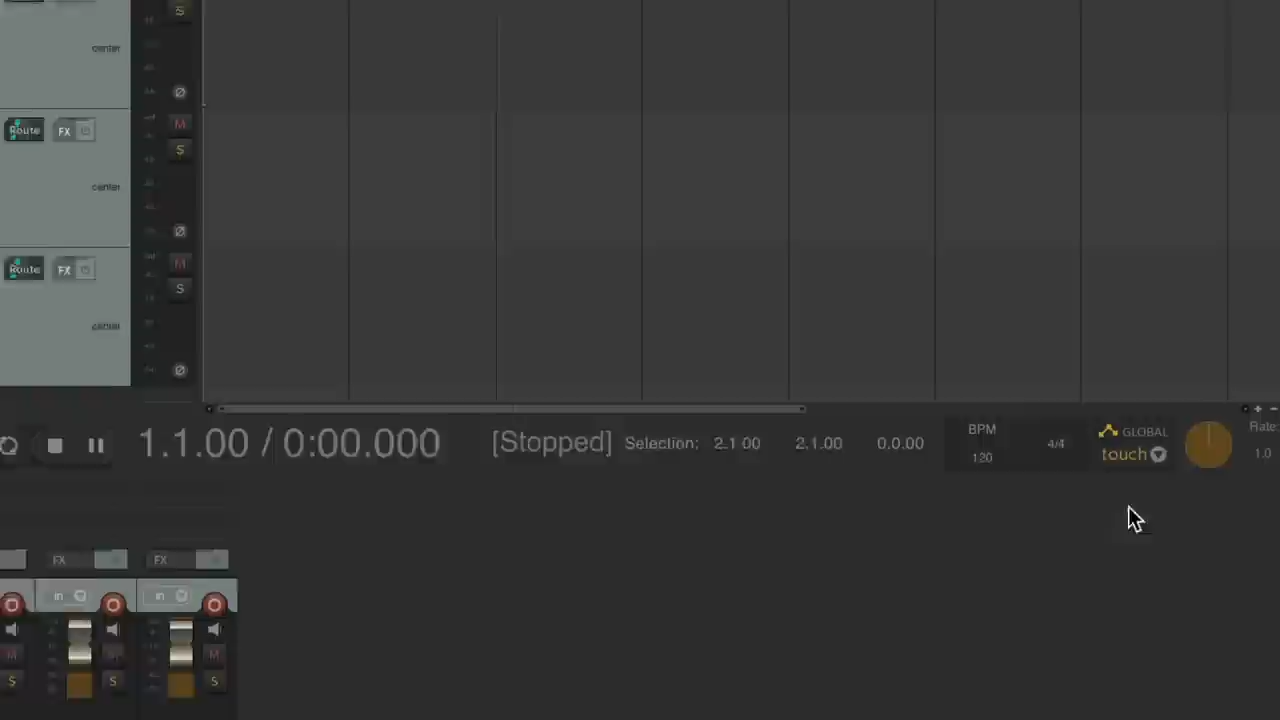 S
center
Route FX M
S
center
Route FX M
S
center
1.1.00 / 0:00.000 [Stopped] Selection: 2.1.00 2.1.00 0.0.00 BPM 120 4/4 GLOBAL touch Rate: 1.0
FX FX
in in
M M
S S S